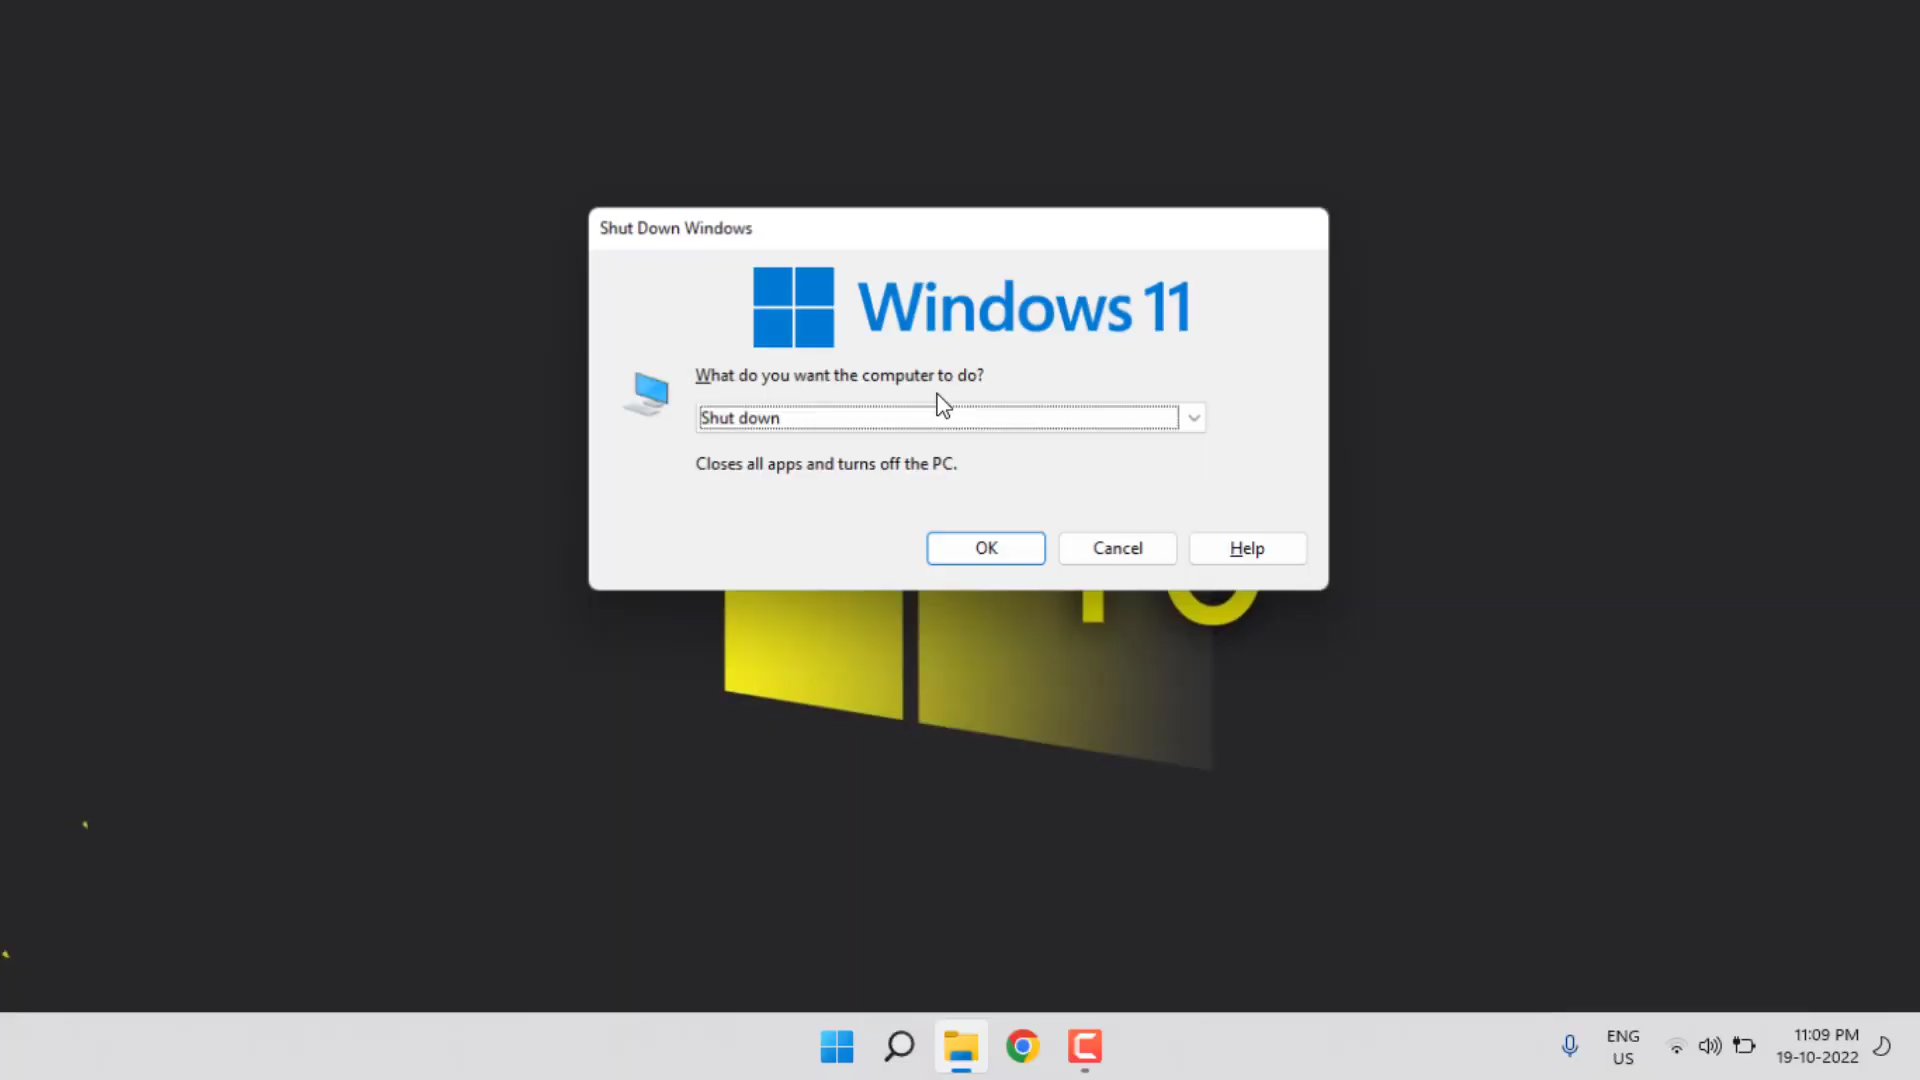 Shut Down Windows
Windows 11
What do you want the computer to do?
Shut down
Closes all apps and turns off the PC.
OK
Cancel
Help
10
ENG
US
11:09 PM
19-10-2022